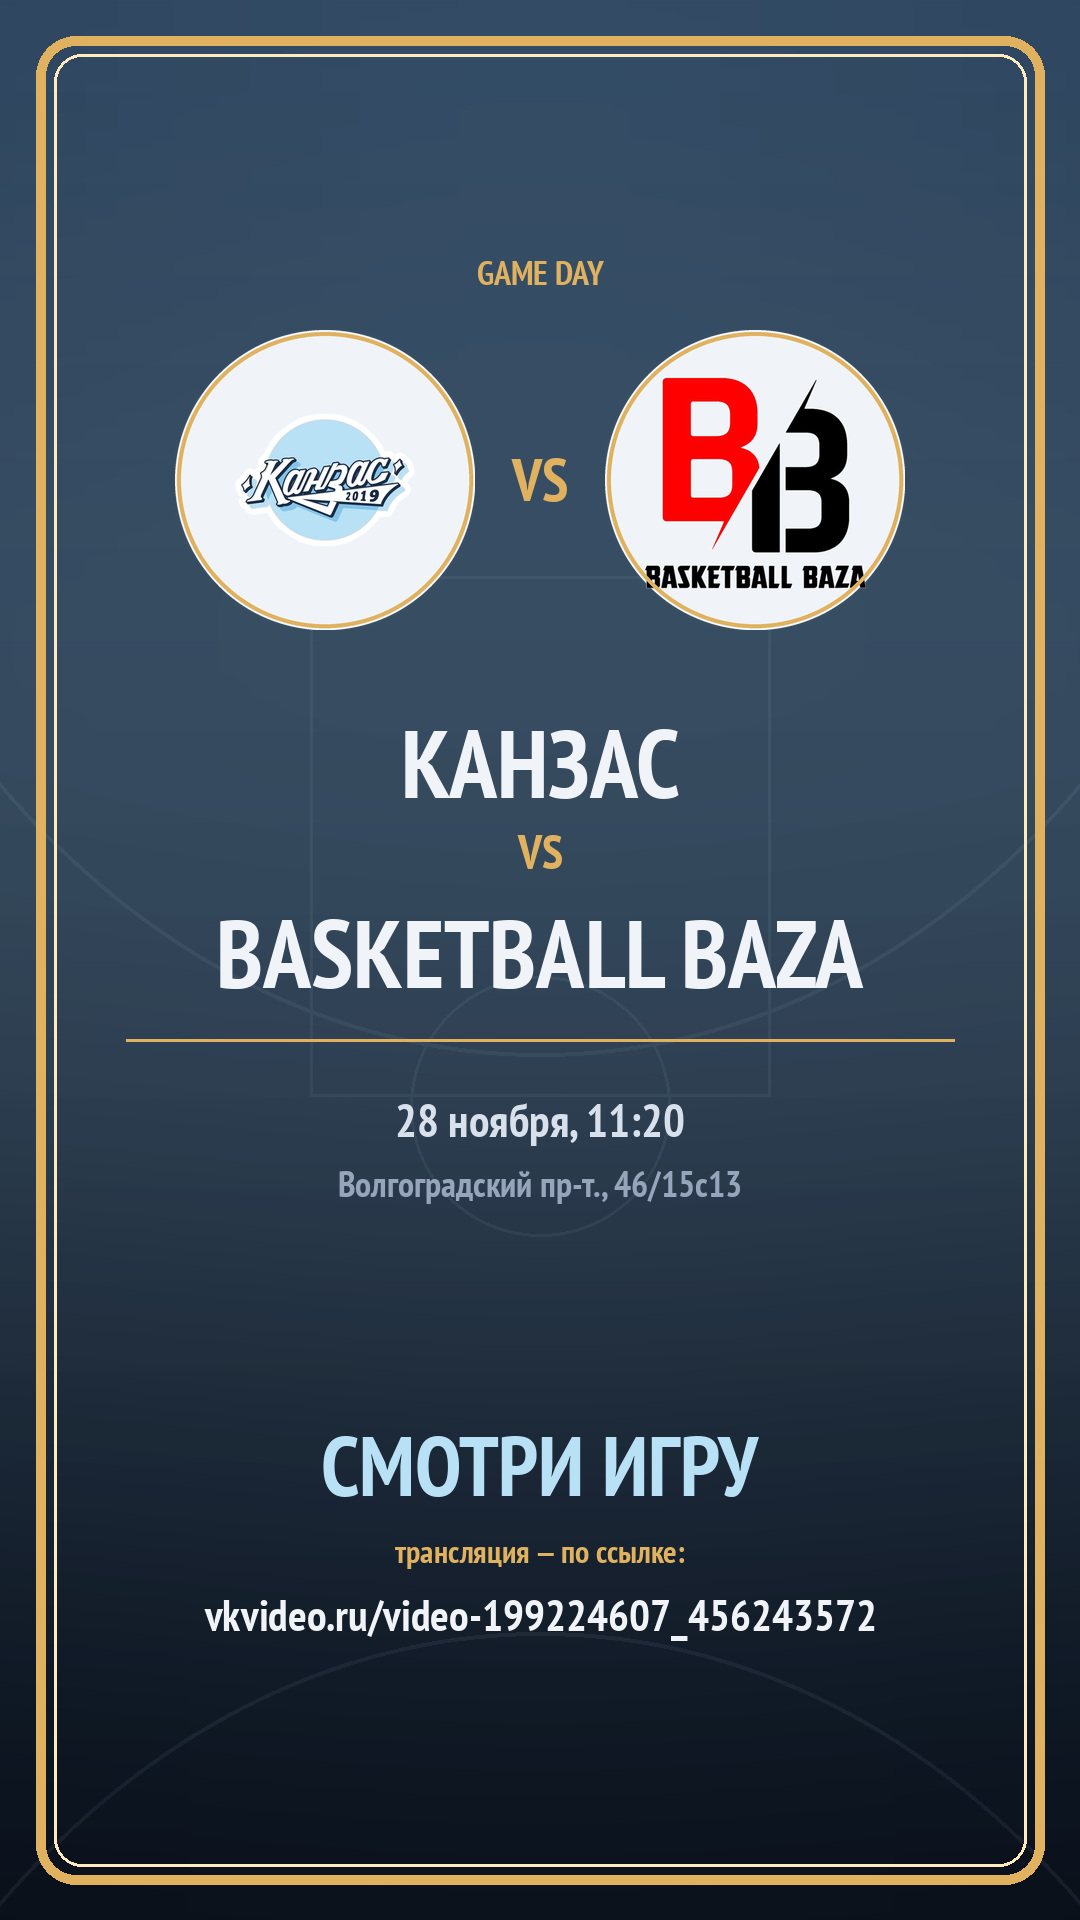 GAME DAY
Канзас
2019
VS
BB
BASKETBALL BAZA
КАНЗАС
VS
BASKETBALL BAZA
28 ноября, 11:20
Волгоградский пр-т., 46/15с13
СМОТРИ ИГРУ
трансляция — по ссылке:
vkvideo.ru/video-199224607_456243572